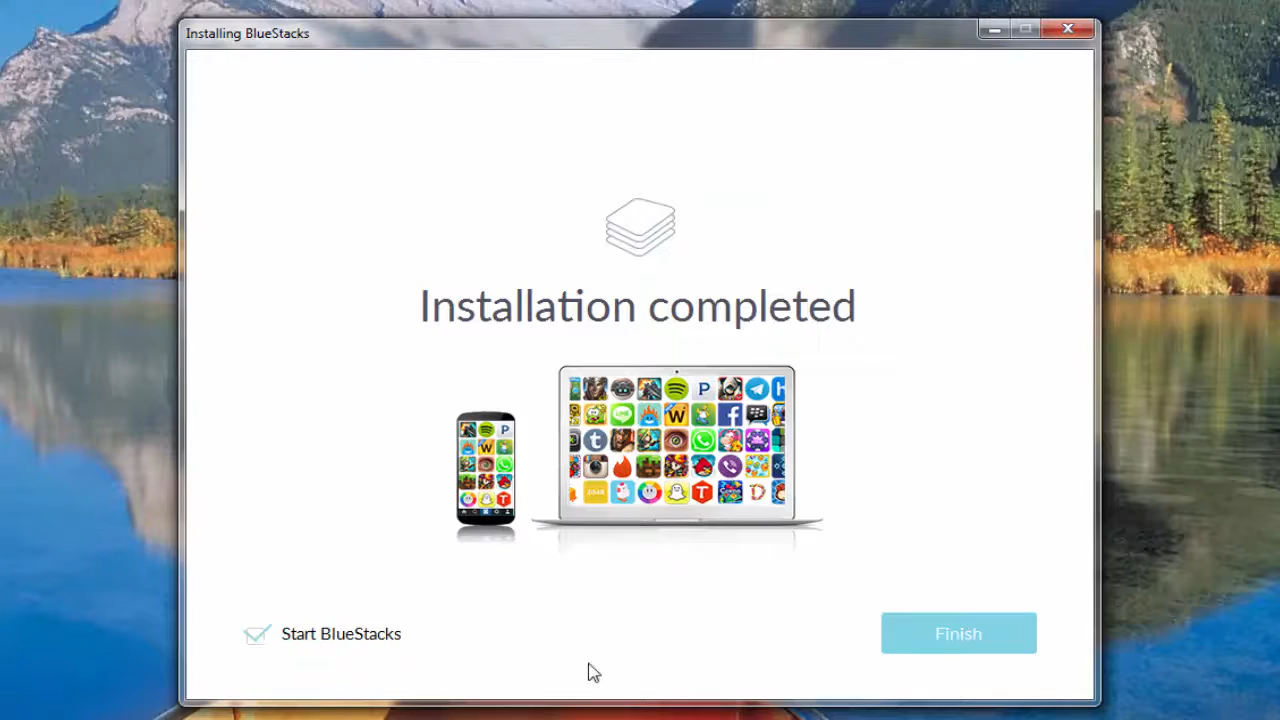 Installing BlueStacks
Installation completed
Start BlueStacks
Finish